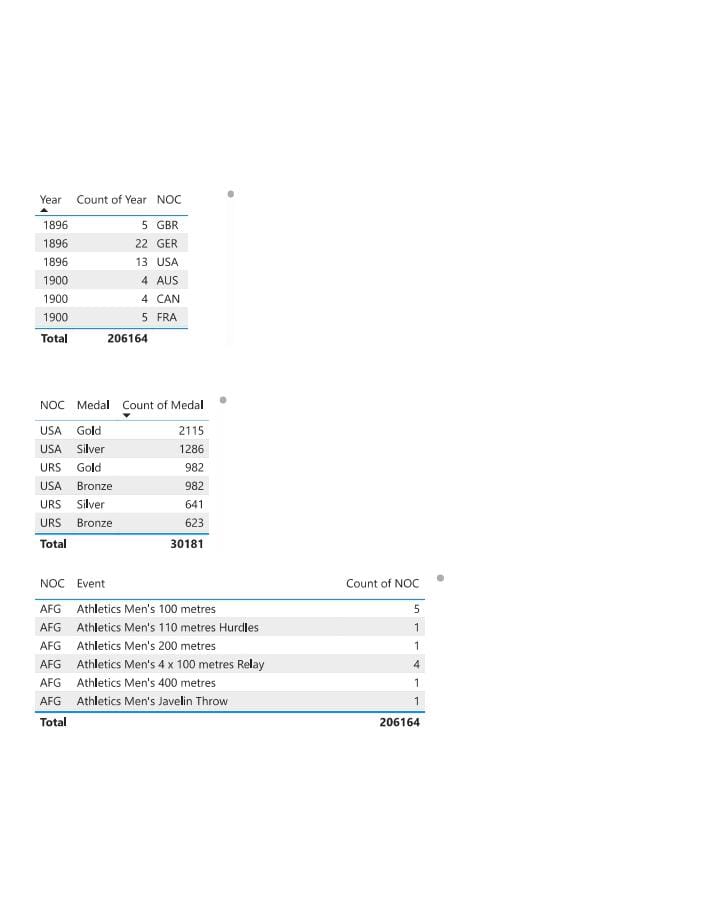 Year Count of Year NOC
1896 5 GBR
1896 22 GER
1896 13 USA
1900 4 AUS
1900 4 CAN
1900 5 FRA
Total 206164
NOC Medal Count of Medal
USA Gold 2115
USA Silver 1286
URS Gold 982
USA Bronze 982
URS Silver 641
URS Bronze 623
Total 30181
NOC Event Count of NOC
AFG Athletics Men's 100 metres 5
AFG Athletics Men's 110 metres Hurdles 1
AFG Athletics Men's 200 metres 1
AFG Athletics Men's 4 x 100 metres Relay 4
AFG Athletics Men's 400 metres 1
AFG Athletics Men's Javelin Throw 1
Total 206164